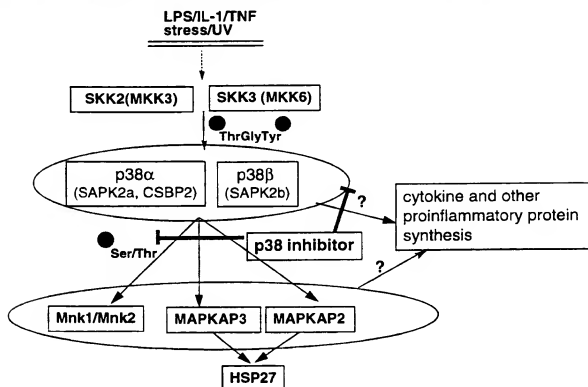 LPS/IL-1/TNF
stress/UV
SKK2(MKK3)
SKK3 (MKK6)
ThrGlyTyr
p38α
(SAPK2a, CSBP2)
p38β
(SAPK2b)
?
cytokine and other
proinflammatory protein
synthesis
Ser/Thr
p38 inhibitor
?
Mnk1/Mnk2
MAPKAP3
MAPKAP2
HSP27